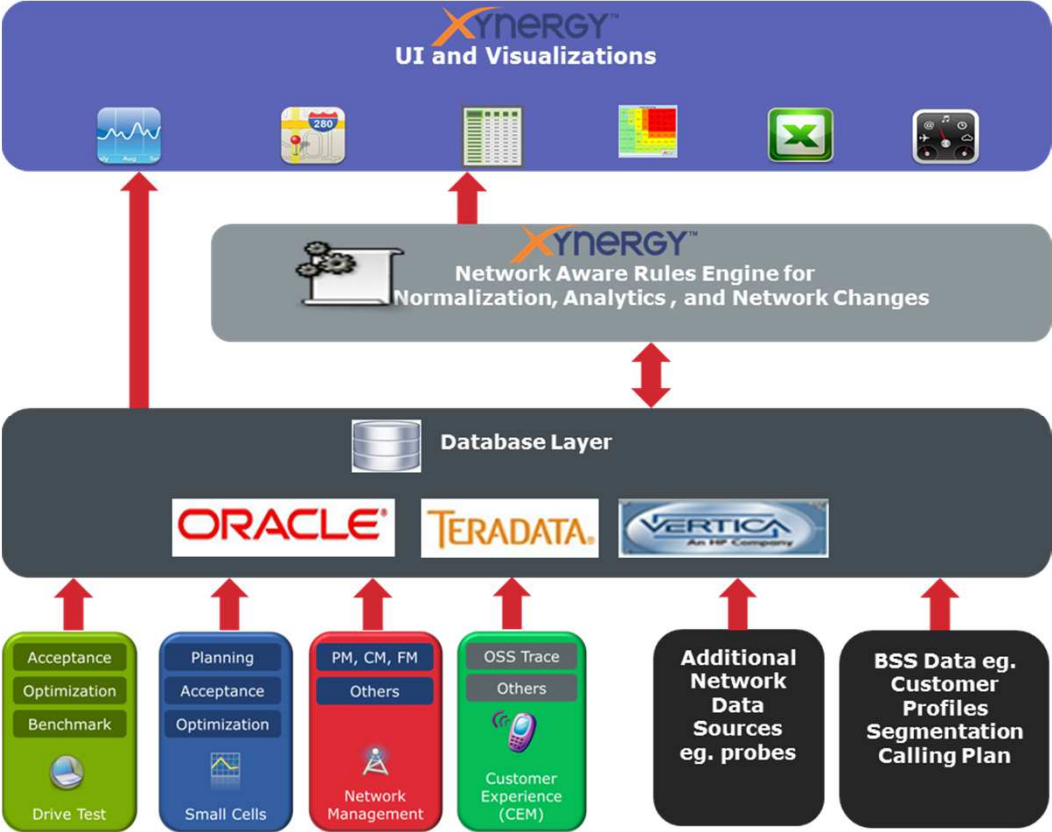 XYNERGY™
UI and Visualizations
280
Aug
XYNERGY™
Network Aware Rules Engine for
Normalization, Analytics , and Network Changes
Database Layer
ORACLE®
TERADATA.
VERTICA
An HP Company
Acceptance
Optimization
Benchmark
Drive Test
Planning
Acceptance
Optimization
Small Cells
PM, CM, FM
Others
Network
Management
OSS Trace
Others
Customer
Experience
(CEM)
Additional
Network
Data
Sources
eg. probes
BSS Data eg.
Customer
Profiles
Segmentation
Calling Plan